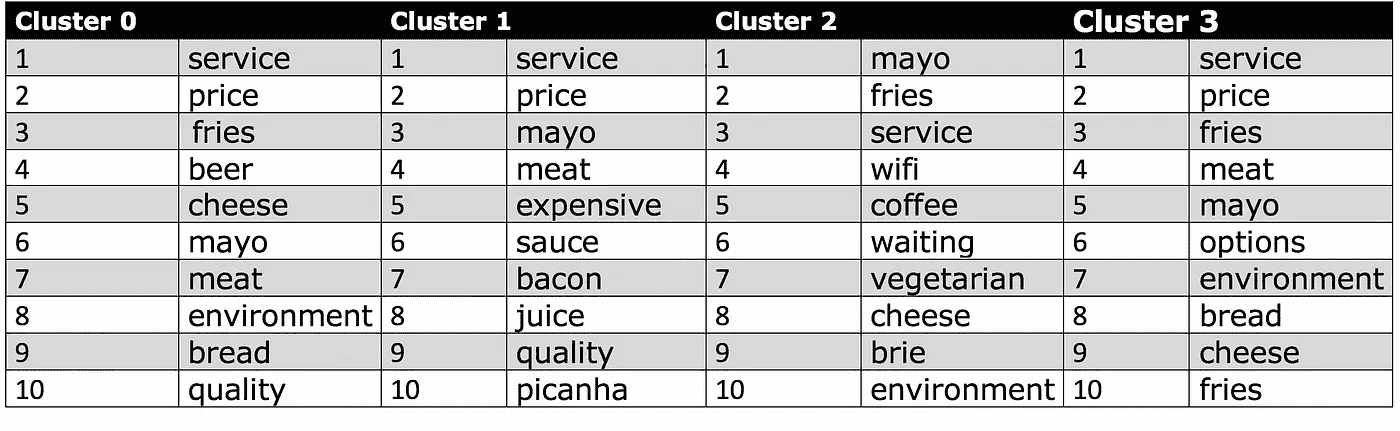 Cluster 0 Cluster 1 Cluster 2 Cluster 3
1 service 1 service 1 mayo 1 service
2 price 2 price 2 fries 2 price
3 fries 3 mayo 3 service 3 fries
4 beer 4 meat 4 wifi 4 meat
5 cheese 5 expensive 5 coffee 5 mayo
6 mayo 6 sauce 6 waiting 6 options
7 meat 7 bacon 7 vegetarian 7 environment
8 environment 8 juice 8 cheese 8 bread
9 bread 9 quality 9 brie 9 cheese
10 quality 10 picanha 10 environment 10 fries